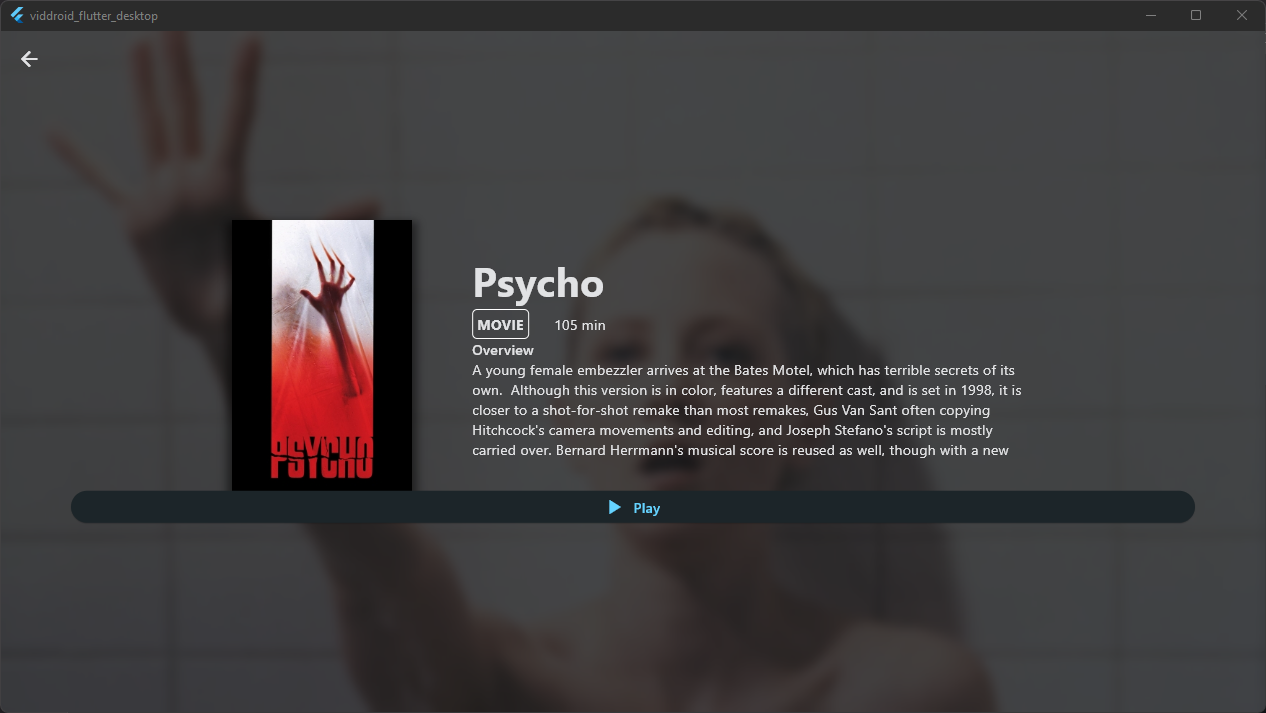 viddroid_flutter_desktop
Psycho
MOVIE 105 min
Overview
A young female embezzler arrives at the Bates Motel, which has terrible secrets of its
own.  Although this version is in color, features a different cast, and is set in 1998, it is
closer to a shot-for-shot remake than most remakes, Gus Van Sant often copying
Hitchcock's camera movements and editing, and Joseph Stefano's script is mostly
carried over. Bernard Herrmann's musical score is reused as well, though with a new
PSYCHO
Play